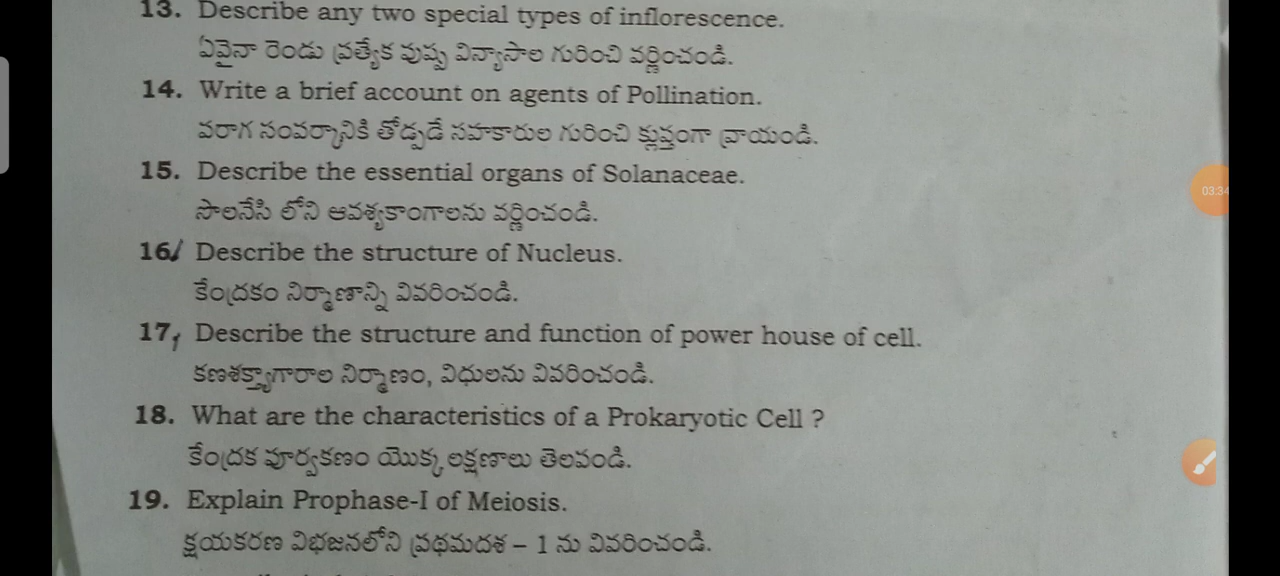 13. Describe any two special types of inflorescence.
ఏవైనా రెండు ప్రత్యేక పుష్ప విన్యాసాల గురించి వర్ణించండి.
14. Write a brief account on agents of Pollination.
పరాగ సంపర్కానికి తోడ్పడే సహకారుల గురించి క్లుప్తంగా వ్రాయండి.
15. Describe the essential organs of Solanaceae.
సొలనేసి లోని ఆవశ్యకాంగాలను వర్ణించండి.
16. Describe the structure of Nucleus.
కేంద్రకం నిర్మాణాన్ని వివరించండి.
17. Describe the structure and function of power house of cell.
కణశక్త్యాగారాల నిర్మాణం, విధులను వివరించండి.
18. What are the characteristics of a Prokaryotic Cell ?
కేంద్రక పూర్వకణం యొక్క లక్షణాలు తెలపండి.
19. Explain Prophase-I of Meiosis.
క్షయకరణ విభజనలోని ప్రథమదశ – 1 ను వివరించండి.
03:34